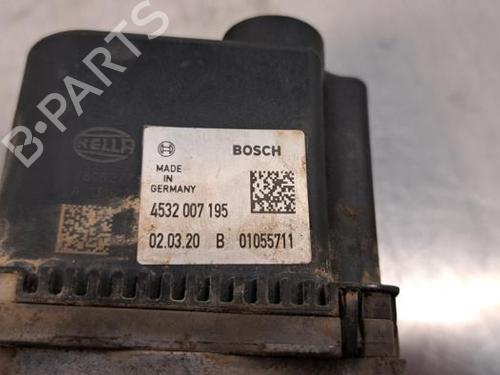 B-PARTS
HELLA
BOSCH
MADE
IN
GERMANY
4532 007 195
02.03.20 B 01055711